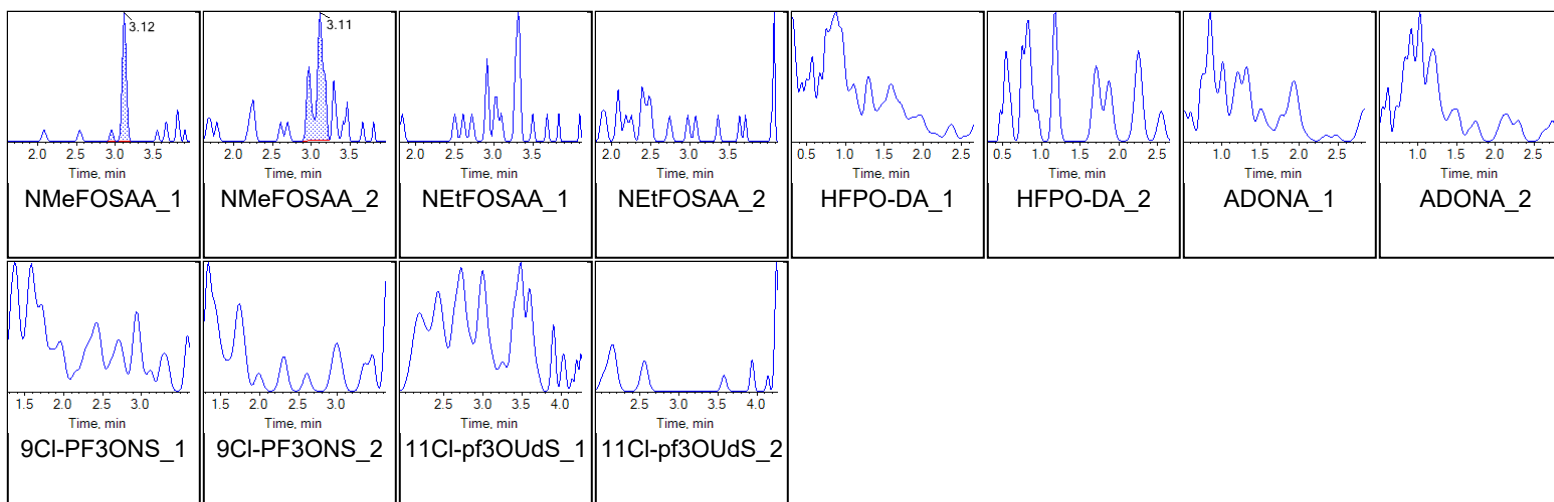 3.12
2.0 2.5 3.0 3.5
Time, min
NMeFOSAA_1
3.11
2.0 2.5 3.0 3.5
Time, min
NMeFOSAA_2
2.0 2.5 3.0 3.5
Time, min
NEtFOSAA_1
2.0 2.5 3.0 3.5
Time, min
NEtFOSAA_2
0.5 1.0 1.5 2.0 2.5
Time, min
HFPO-DA_1
0.5 1.0 1.5 2.0 2.5
Time, min
HFPO-DA_2
1.0 1.5 2.0 2.5
Time, min
ADONA_1
1.0 1.5 2.0 2.5
Time, min
ADONA_2
1.5 2.0 2.5 3.0
Time, min
9Cl-PF3ONS_1
1.5 2.0 2.5 3.0
Time, min
9Cl-PF3ONS_2
2.5 3.0 3.5 4.0
Time, min
11Cl-pf3OUdS_1
2.5 3.0 3.5 4.0
Time, min
11Cl-pf3OUdS_2